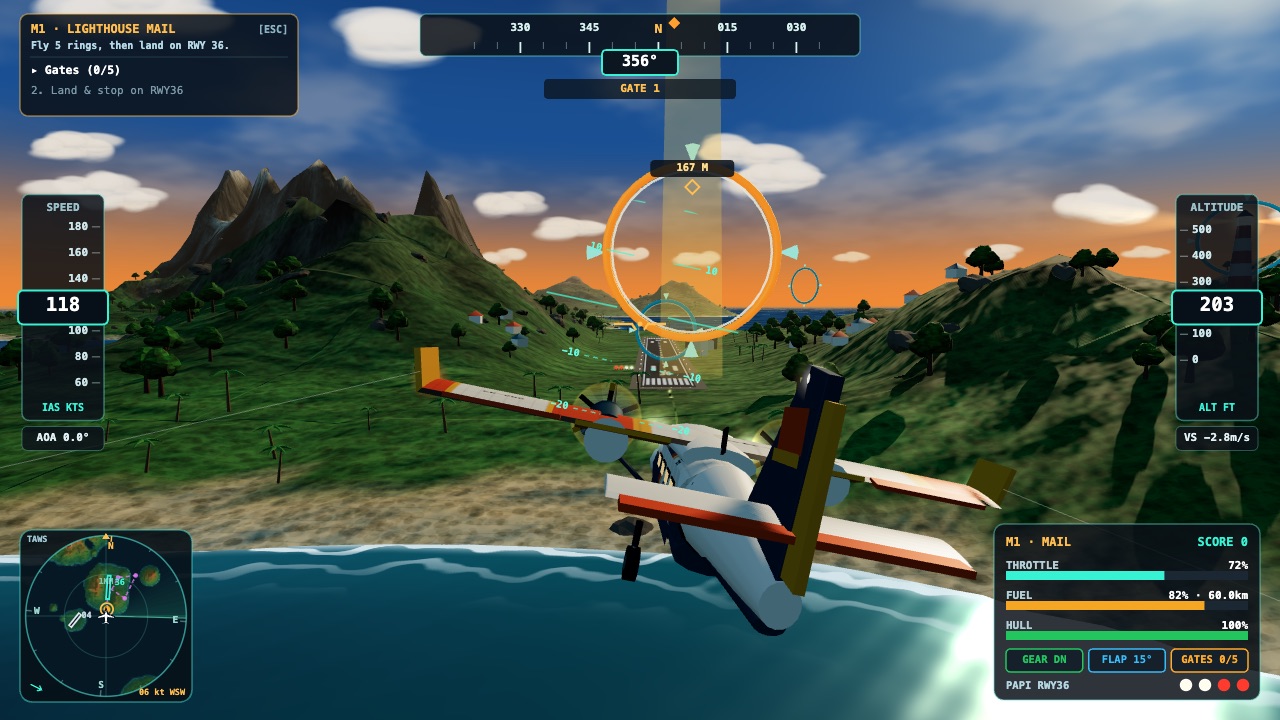 M1 · LIGHTHOUSE MAIL [ESC]
Fly 5 rings, then land on RWY 36.
▸ Gates (0/5)
2. Land & stop on RWY36
330 345 N 015 030
356°
GATE 1
167 M
SPEED
180
160
140
118
100
80
60
IAS KTS
AOA 0.0°
ALTITUDE
500
400
300
203
100
0
ALT FT
VS −2.8m/s
10
10
−10
−10
−20
−20
TAWS
N
W
E
S
36
04
06 kt WSW
M1 · MAIL SCORE 0
THROTTLE 72%
FUEL 82% · 60.0km
HULL 100%
GEAR DN FLAP 15° GATES 0/5
PAPI RWY36